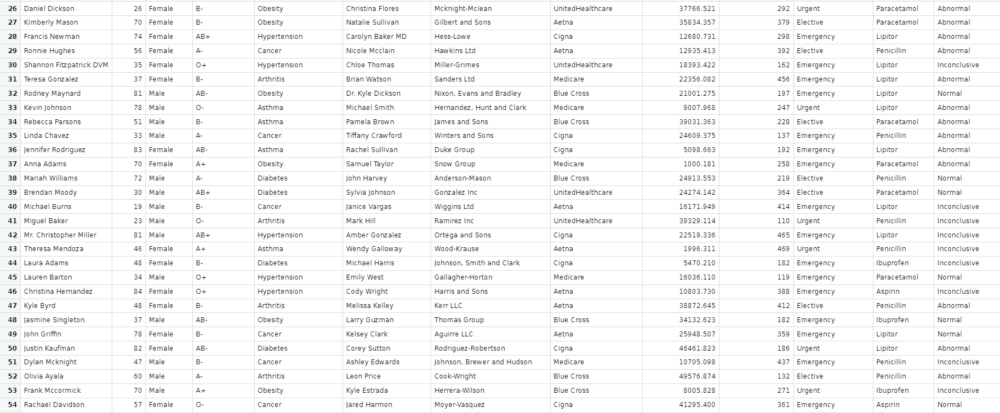 26 Daniel Dickson 26 Female B- Obesity Christina Flores Mcknight-Mclean UnitedHealthcare 37766.521 292 Urgent Paracetamol Abnormal
27 Kimberly Mason 70 Female B- Obesity Natalie Sullivan Gilbert and Sons Aetna 35834.357 379 Elective Paracetamol Abnormal
28 Francis Newman 74 Female AB+ Hypertension Carolyn Baker MD Hess-Lowe Cigna 12680.731 298 Emergency Lipitor Abnormal
29 Ronnie Hughes 56 Female A- Cancer Nicole Mcclain Hawkins Ltd Aetna 12935.413 392 Elective Penicillin Abnormal
30 Shannon Fitzpatrick DVM 35 Female O+ Hypertension Chloe Thomas Miller-Grimes UnitedHealthcare 18393.422 162 Emergency Lipitor Inconclusive
31 Teresa Gonzalez 37 Female B- Arthritis Brian Watson Sanders Ltd Medicare 22356.082 456 Emergency Lipitor Abnormal
32 Rodney Maynard 81 Male AB- Obesity Dr. Kyle Dickson Nixon, Evans and Bradley Blue Cross 21001.275 197 Emergency Lipitor Normal
33 Kevin Johnson 78 Male O- Asthma Michael Smith Hernandez, Hunt and Clark Medicare 9007.968 247 Urgent Lipitor Abnormal
34 Rebecca Parsons 51 Male B- Asthma Pamela Brown James and Sons Blue Cross 39031.363 228 Elective Paracetamol Abnormal
35 Linda Chavez 33 Male A- Cancer Tiffany Crawford Winters and Sons Cigna 24609.375 137 Emergency Penicillin Abnormal
36 Jennifer Rodriguez 83 Female AB- Asthma Rachel Sullivan Duke Group Cigna 5098.663 192 Emergency Lipitor Abnormal
37 Anna Adams 70 Female A+ Obesity Samuel Taylor Snow Group Medicare 1000.181 258 Emergency Paracetamol Abnormal
38 Mariah Williams 72 Male A- Diabetes John Harvey Anderson-Mason Blue Cross 24913.553 219 Elective Penicillin Normal
39 Brendan Moody 30 Male AB+ Diabetes Sylvia Johnson Gonzalez Inc UnitedHealthcare 24274.142 364 Elective Paracetamol Normal
40 Michael Burns 19 Male B- Cancer Janice Vargas Wiggins Ltd Aetna 16171.949 414 Emergency Lipitor Inconclusive
41 Miguel Baker 23 Male O- Arthritis Mark Hill Ramirez Inc UnitedHealthcare 39329.114 110 Urgent Penicillin Inconclusive
42 Mr. Christopher Miller 81 Male AB+ Hypertension Amber Gonzalez Ortega and Sons Cigna 22519.336 465 Emergency Lipitor Inconclusive
43 Theresa Mendoza 46 Female A+ Asthma Wendy Galloway Wood-Krause Aetna 1996.311 469 Urgent Penicillin Inconclusive
44 Laura Adams 48 Female B- Diabetes Michael Harris Johnson, Smith and Clark Cigna 5470.210 182 Emergency Ibuprofen Inconclusive
45 Lauren Barton 34 Male O+ Hypertension Emily West Gallagher-Horton Medicare 16036.110 119 Emergency Paracetamol Normal
46 Christina Hernandez 84 Female O+ Hypertension Cody Wright Harris and Sons Aetna 10803.730 388 Emergency Aspirin Inconclusive
47 Kyle Byrd 48 Female B- Arthritis Melissa Kelley Kerr LLC Aetna 38872.645 412 Elective Penicillin Abnormal
48 Jasmine Singleton 37 Male AB- Obesity Larry Guzman Thomas Group Blue Cross 34132.623 182 Emergency Ibuprofen Normal
49 John Griffin 78 Female B- Cancer Kelsey Clark Aguirre LLC Aetna 25948.507 359 Emergency Lipitor Normal
50 Justin Kaufman 82 Female AB- Diabetes Corey Sutton Rodriguez-Robertson Cigna 46461.823 186 Urgent Lipitor Abnormal
51 Dylan Mcknight 47 Male B- Cancer Ashley Edwards Johnson, Brewer and Hudson Medicare 10705.098 437 Emergency Penicillin Inconclusive
52 Olivia Ayala 60 Male A- Arthritis Leon Price Cook-Wright Blue Cross 49576.874 132 Elective Penicillin Abnormal
53 Frank Mccormick 70 Male A+ Obesity Kyle Estrada Herrera-Wilson Blue Cross 8005.828 271 Urgent Ibuprofen Inconclusive
54 Rachael Davidson 57 Female O- Cancer Jared Harmon Moyer-Vasquez Cigna 41295.400 361 Emergency Aspirin Normal